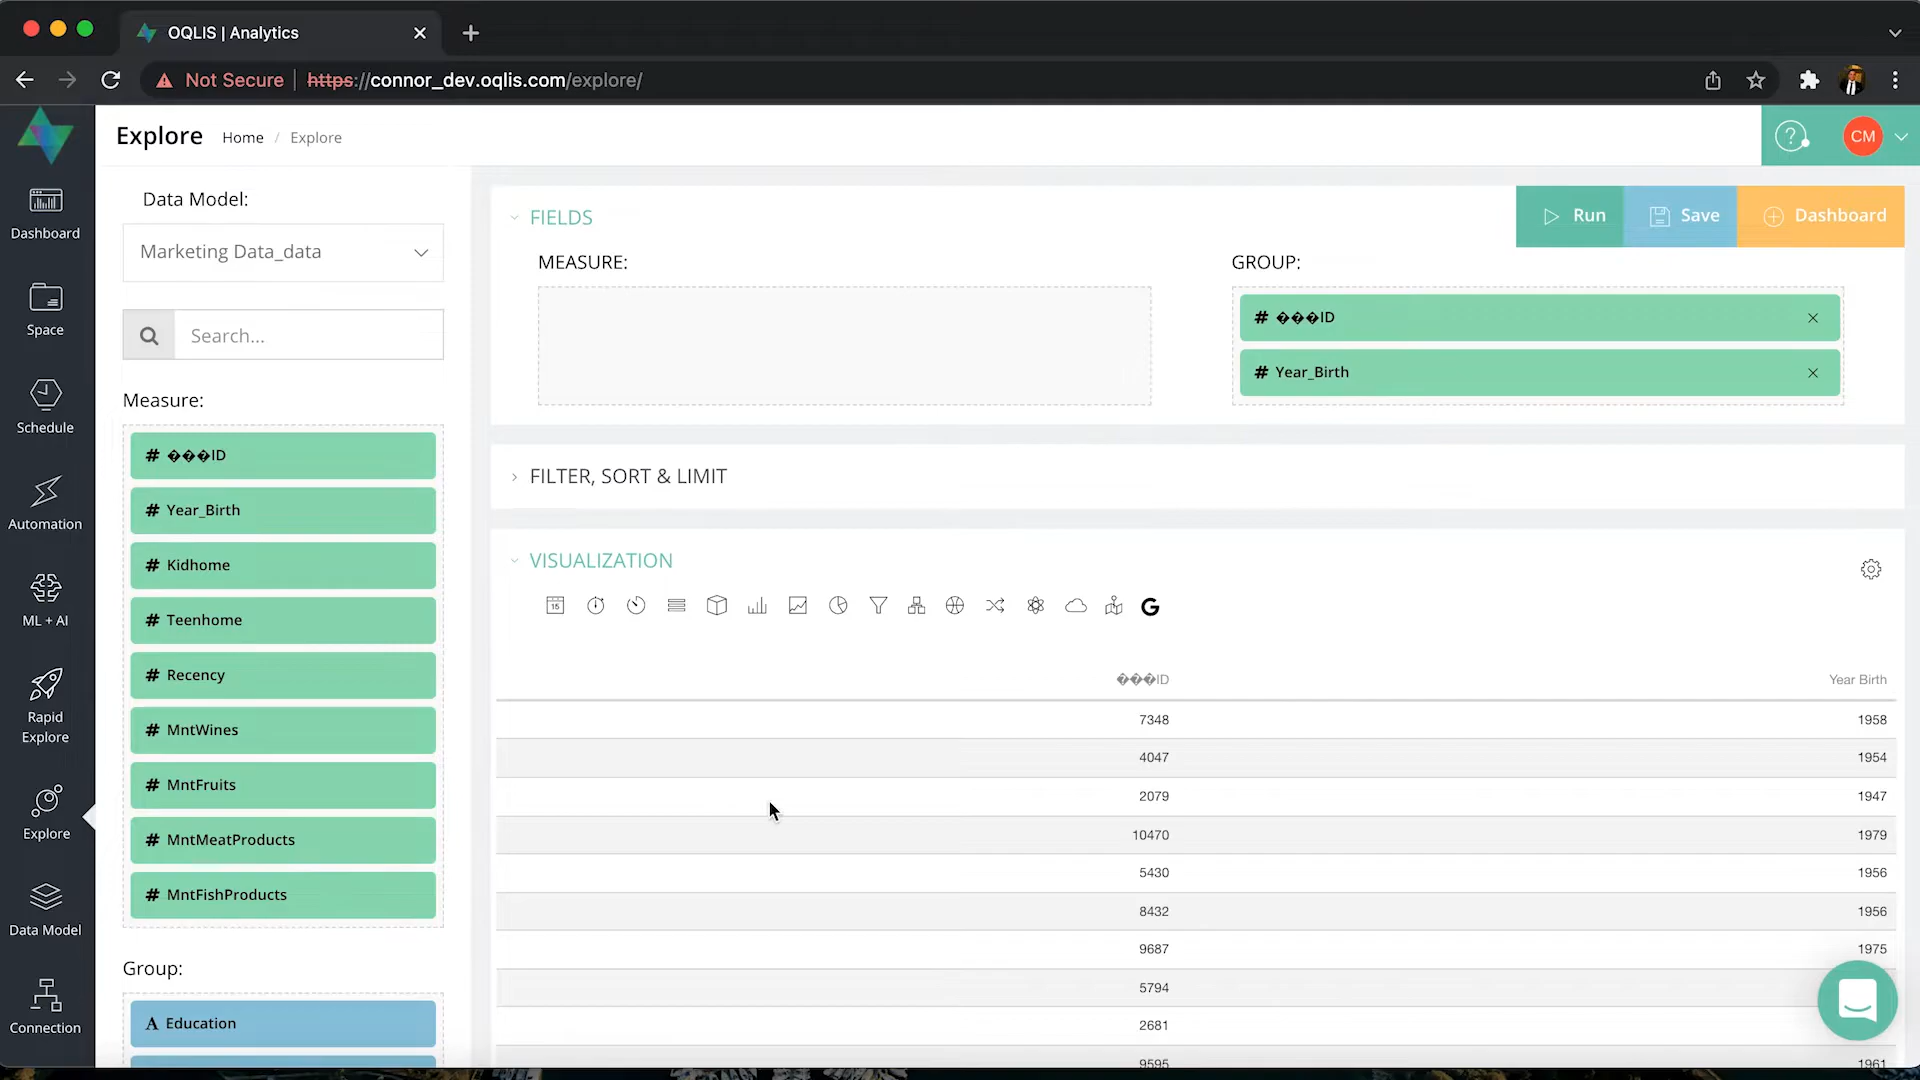 OQLIS | Analytics
Not Secure
https://connor_dev.oqlis.com/explore/
Explore
Home / Explore
CM
Dashboard
Space
Schedule
Automation
ML + AI
Rapid
Explore
Explore
Data Model
Connection
Data Model:
Marketing Data_data
Search...
Measure:
# ���ID
# Year_Birth
# Kidhome
# Teenhome
# Recency
# MntWines
# MntFruits
# MntMeatProducts
# MntFishProducts
Group:
A Education
FIELDS
Run
Save
Dashboard
MEASURE:
GROUP:
# ���ID
# Year_Birth
FILTER, SORT & LIMIT
VISUALIZATION
15
G
���ID Year Birth
7348 1958
4047 1954
2079 1947
10470 1979
5430 1956
8432 1956
9687 1975
5794
2681
9595 1961